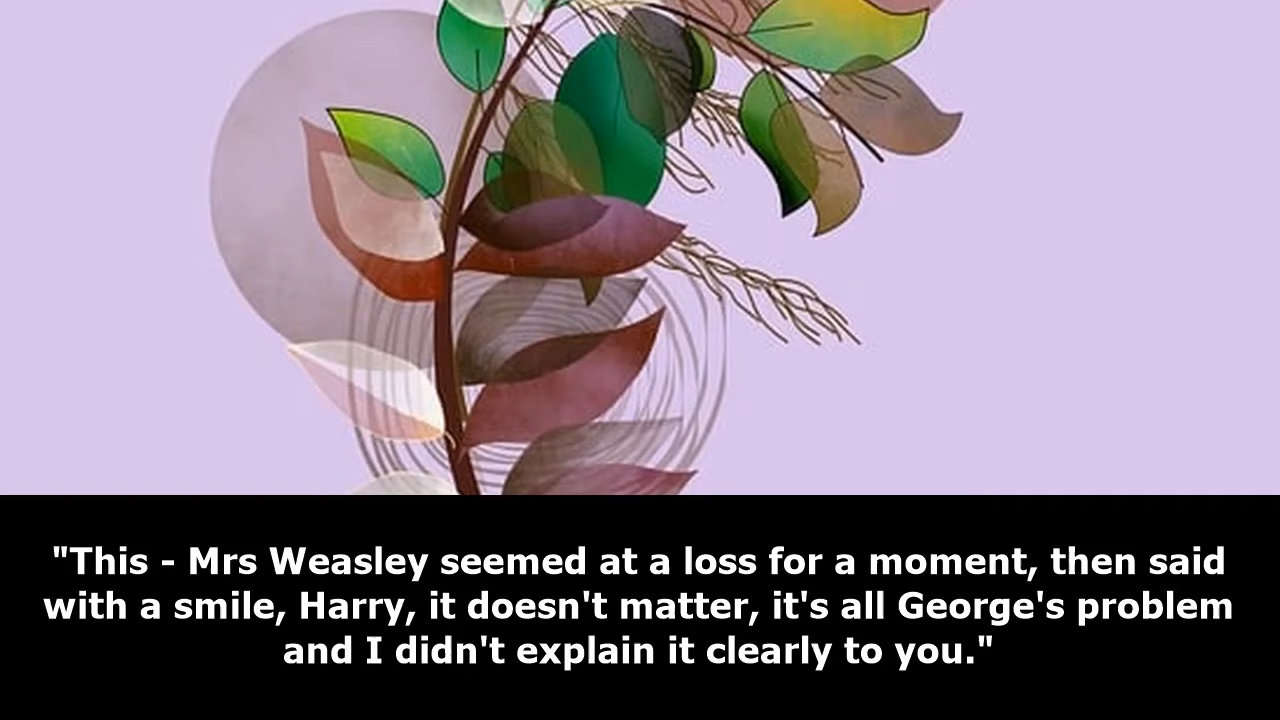 "This - Mrs Weasley seemed at a loss for a moment, then said
with a smile, Harry, it doesn't matter, it's all George's problem
and I didn't explain it clearly to you."